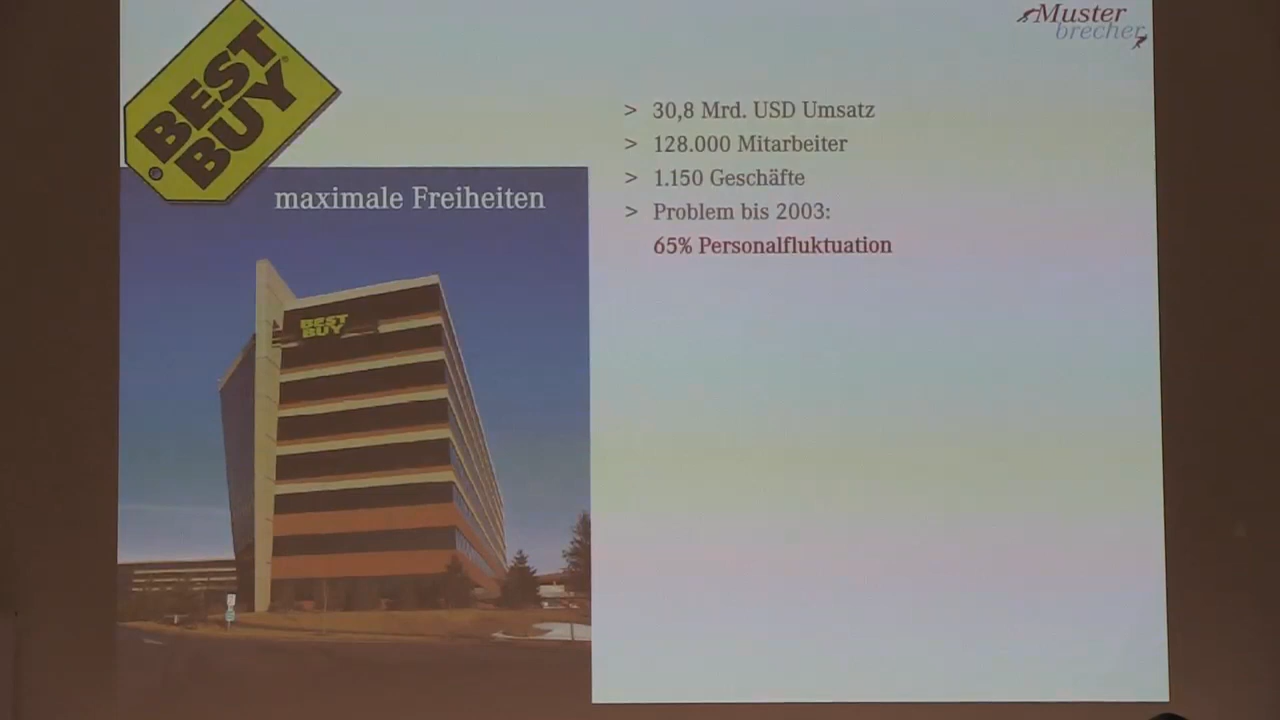 BEST
BUY
Muster
brecher
maximale Freiheiten
BEST
BUY
> 30,8 Mrd. USD Umsatz
> 128.000 Mitarbeiter
> 1.150 Geschäfte
> Problem bis 2003:
65% Personalfluktuation